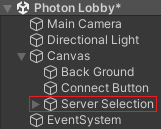 Photon Lobby*
Main Camera
Directional Light
Canvas
Back Ground
Connect Button
Server Selection
EventSystem